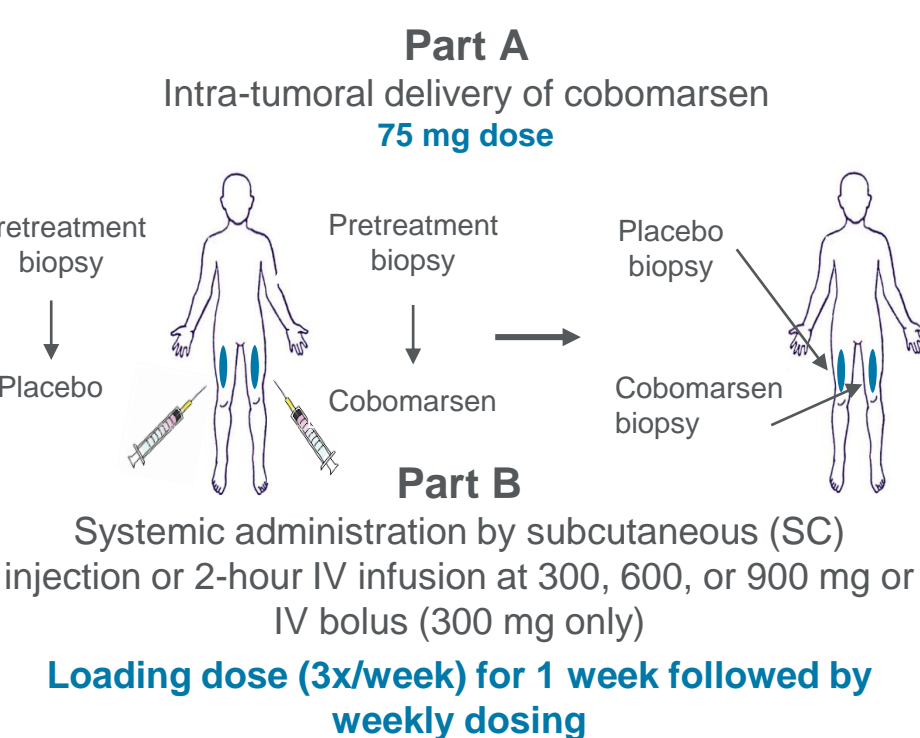 Part A
Intra-tumoral delivery of cobomarsen
75 mg dose
retreatment
biopsy
Placebo
Pretreatment
biopsy
Cobomarsen
Placebo
biopsy
Cobomarsen
biopsy
Part B
Systemic administration by subcutaneous (SC)
injection or 2-hour IV infusion at 300, 600, or 900 mg or
IV bolus (300 mg only)
Loading dose (3x/week) for 1 week followed by
weekly dosing